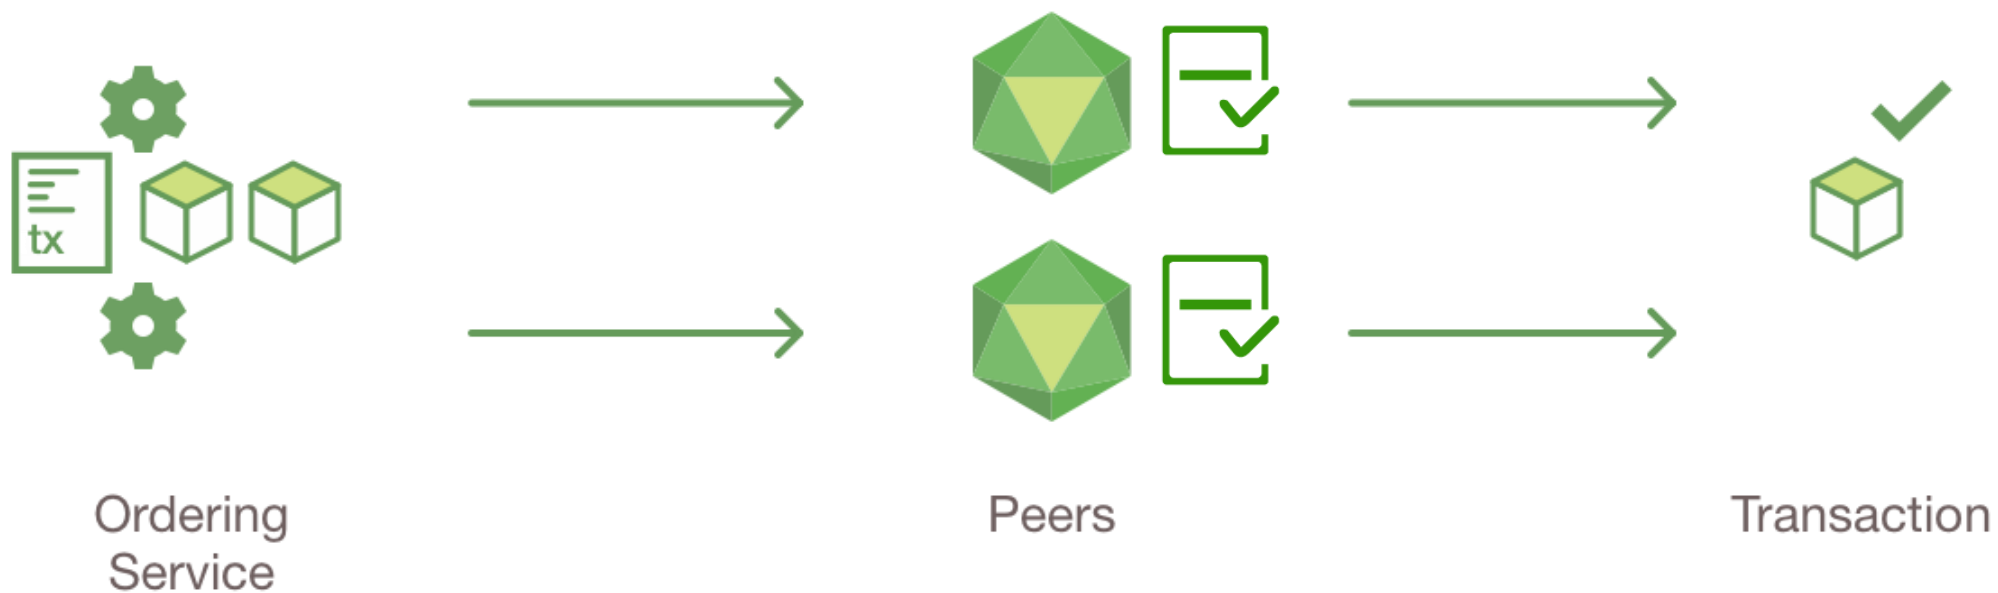 tx
Ordering
Service
Peers
Transaction